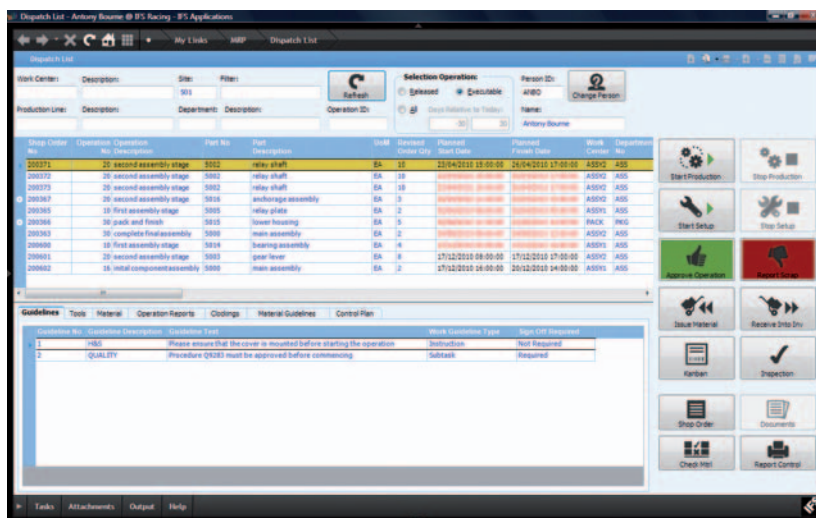 Dispatch List - Antony Bourne @ IFS Racing - IFS Applications
My Links MRP Dispatch List
Dispatch List
Work Center: Description: Site: Filter: Selection Operation: Person ID:
S01 Refresh Released Executable ANBO Change Person
Production Line: Description: Department: Description: Operation ID: All Days Relative to Today: Name:
-30 30 Antony Bourne
Shop Order No Operation No Operation Description Part No Part Description UoM Revised Order Qty Planned Start Date Planned Finish Date Work Center Department No
200371 20 second assembly stage 5002 relay shaft EA 15 23/04/2010 15:00:00 26/04/2010 17:00:00 ASSY2 ASS
200372 20 second assembly stage 5002 relay shaft EA 10 ASSY2 ASS
200373 20 second assembly stage 5002 relay shaft EA 10 ASSY2 ASS
200367 20 second assembly stage 5016 anchorage assembly EA 3 ASSY2 ASS
200365 10 first assembly stage 5005 relay plate EA 2 ASSY1 ASS
200366 30 pack and finish 5015 lower housing EA 5 PACK PKG
200363 30 complete final assembly 5000 main assembly EA 2 ASSY2 ASS
200600 10 first assembly stage 5014 bearing assembly EA 4 ASSY1 ASS
200601 20 second assembly stage 5003 gear lever EA 8 17/12/2010 08:00:00 17/12/2010 17:00:00 ASSY2 ASS
200602 16 inital component assembly 5000 main assembly EA 2 17/12/2010 16:00:00 20/12/2010 14:00:00 ASSY1 ASS
Start Production Stop Production
Start Setup Stop Setup
Approve Operation Report Scrap
Issue Material Receive Into Inv
Kanban Inspection
Shop Order Documents
Check Mtrl Report Control
Guidelines Tools Material Operation Reports Clockings Material Guidelines Control Plan
Guideline No Guideline Description Guideline Text Work Guideline Type Sign Off Required
1 H&S Please ensure that the cover is mounted before starting the operation Instruction Not Required
2 QUALITY Procedure Q9283 must be approved before commencing Subtask Required
Tasks Attachments Output Help
IFS